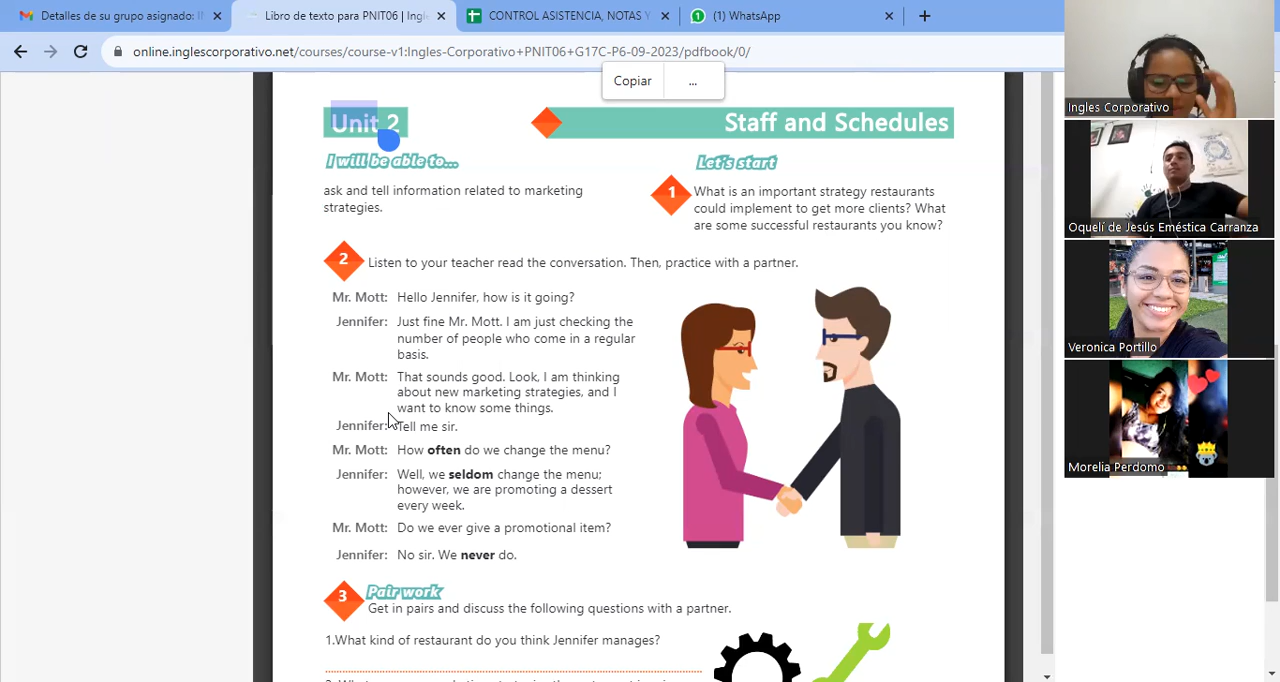 Detalles de su grupo asignado: I
Libro de texto para PNIT06 | Ingl
CONTROL ASISTENCIA, NOTAS Y
(1) WhatsApp
online.inglescorporativo.net/courses/course-v1:Ingles-Corporativo+PNIT06+G17C-P6-09-2023/pdfbook/0/
Copiar
...
Unit 2
Staff and Schedules
I will be able to...
ask and tell information related to marketing
strategies.
Let's start
1
What is an important strategy restaurants
could implement to get more clients? What
are some successful restaurants you know?
2
Listen to your teacher read the conversation. Then, practice with a partner.
Mr. Mott: Hello Jennifer, how is it going?
Jennifer: Just fine Mr. Mott. I am just checking the
number of people who come in a regular
basis.
Mr. Mott: That sounds good. Look, I am thinking
about new marketing strategies, and I
want to know some things.
Jennifer: Tell me sir.
Mr. Mott: How often do we change the menu?
Jennifer: Well, we seldom change the menu;
however, we are promoting a dessert
every week,
Mr. Mott: Do we ever give a promotional item?
Jennifer: No sir. We never do.
3
Pair work
Get in pairs and discuss the following questions with a partner.
1.What kind of restaurant do you think Jennifer manages?
Ingles Corporativo
Oquelí de Jesús Eméstica Carranza
Veronica Portillo
Morelia Perdomo